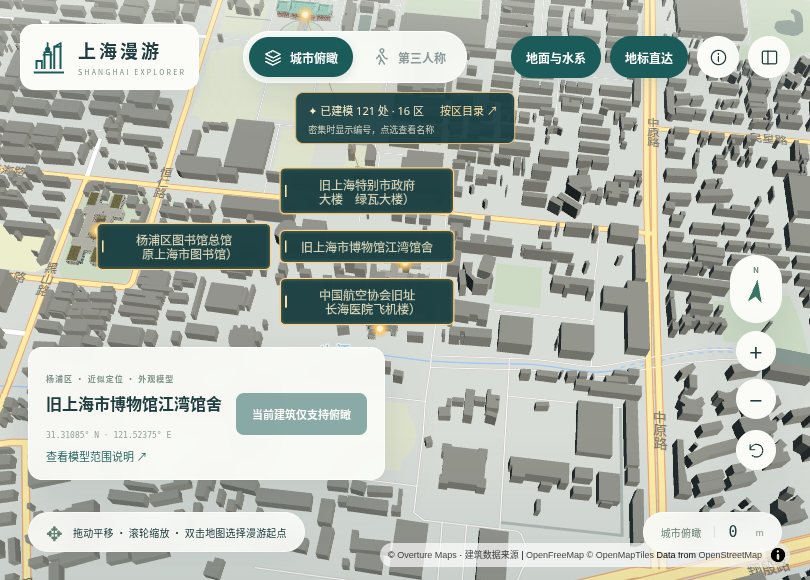 上海漫游
SHANGHAI EXPLORER
城市俯瞰
第三人称
地面与水系
地标直达
✦ 已建模 121 处 · 16 区
按区目录 ↗
密集时显示编号，点选查看名称
旧上海特别市政府
大楼 绿瓦大楼）
杨浦区图书馆总馆
原上海市图书馆）
旧上海市博物馆江湾馆舍
中国航空协会旧址
长海医院飞机楼）
恒仁路
黑山路
中原路
中原路
N
杨浦区 · 近似定位 · 外观模型
旧上海市博物馆江湾馆舍
当前建筑仅支持俯瞰
31.31085° N · 121.52375° E
查看模型范围说明 ↗
拖动平移 · 滚轮缩放 · 双击地图选择漫游起点
城市俯瞰
0 m
© Overture Maps · 建筑数据来源 | OpenFreeMap © OpenMapTiles Data from OpenStreetMap